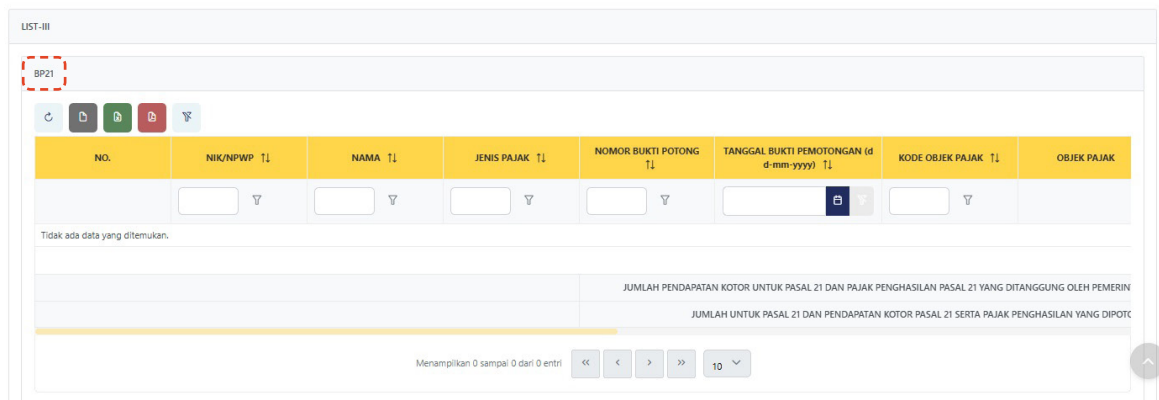 LIST-III
BP21
NO.
NIK/NPWP
NAMA
JENIS PAJAK
NOMOR BUKTI POTONG
TANGGAL BUKTI PEMOTONGAN (d
d-mm-yyyy)
KODE OBJEK PAJAK
OBJEK PAJAK
Tidak ada data yang ditemukan.
JUMLAH PENDAPATAN KOTOR UNTUK PASAL 21 DAN PAJAK PENGHASILAN PASAL 21 YANG DITANGGUNG OLEH PEMERIN
JUMLAH UNTUK PASAL 21 DAN PENDAPATAN KOTOR PASAL 21 SERTA PAJAK PENGHASILAN YANG DIPOTO
Menampilkan 0 sampai 0 dari 0 entri
10